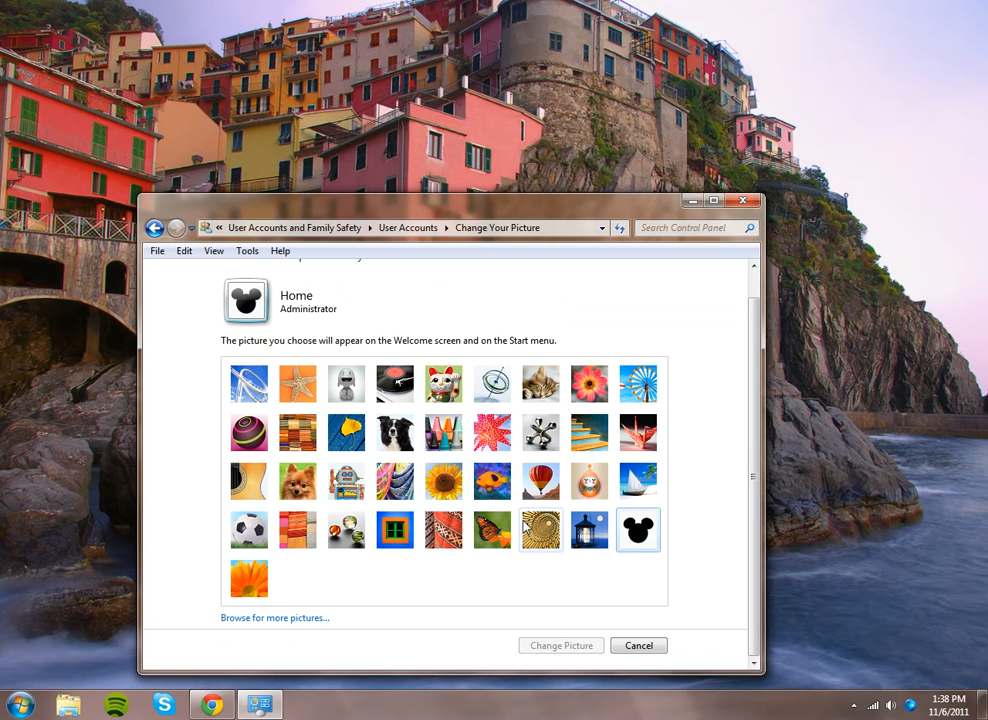 « User Accounts and Family Safety User Accounts Change Your Picture Search Control Panel
File Edit View Tools Help
Home
Administrator
The picture you choose will appear on the Welcome screen and on the Start menu.
Browse for more pictures...
Change Picture Cancel
1:38 PM
11/6/2011